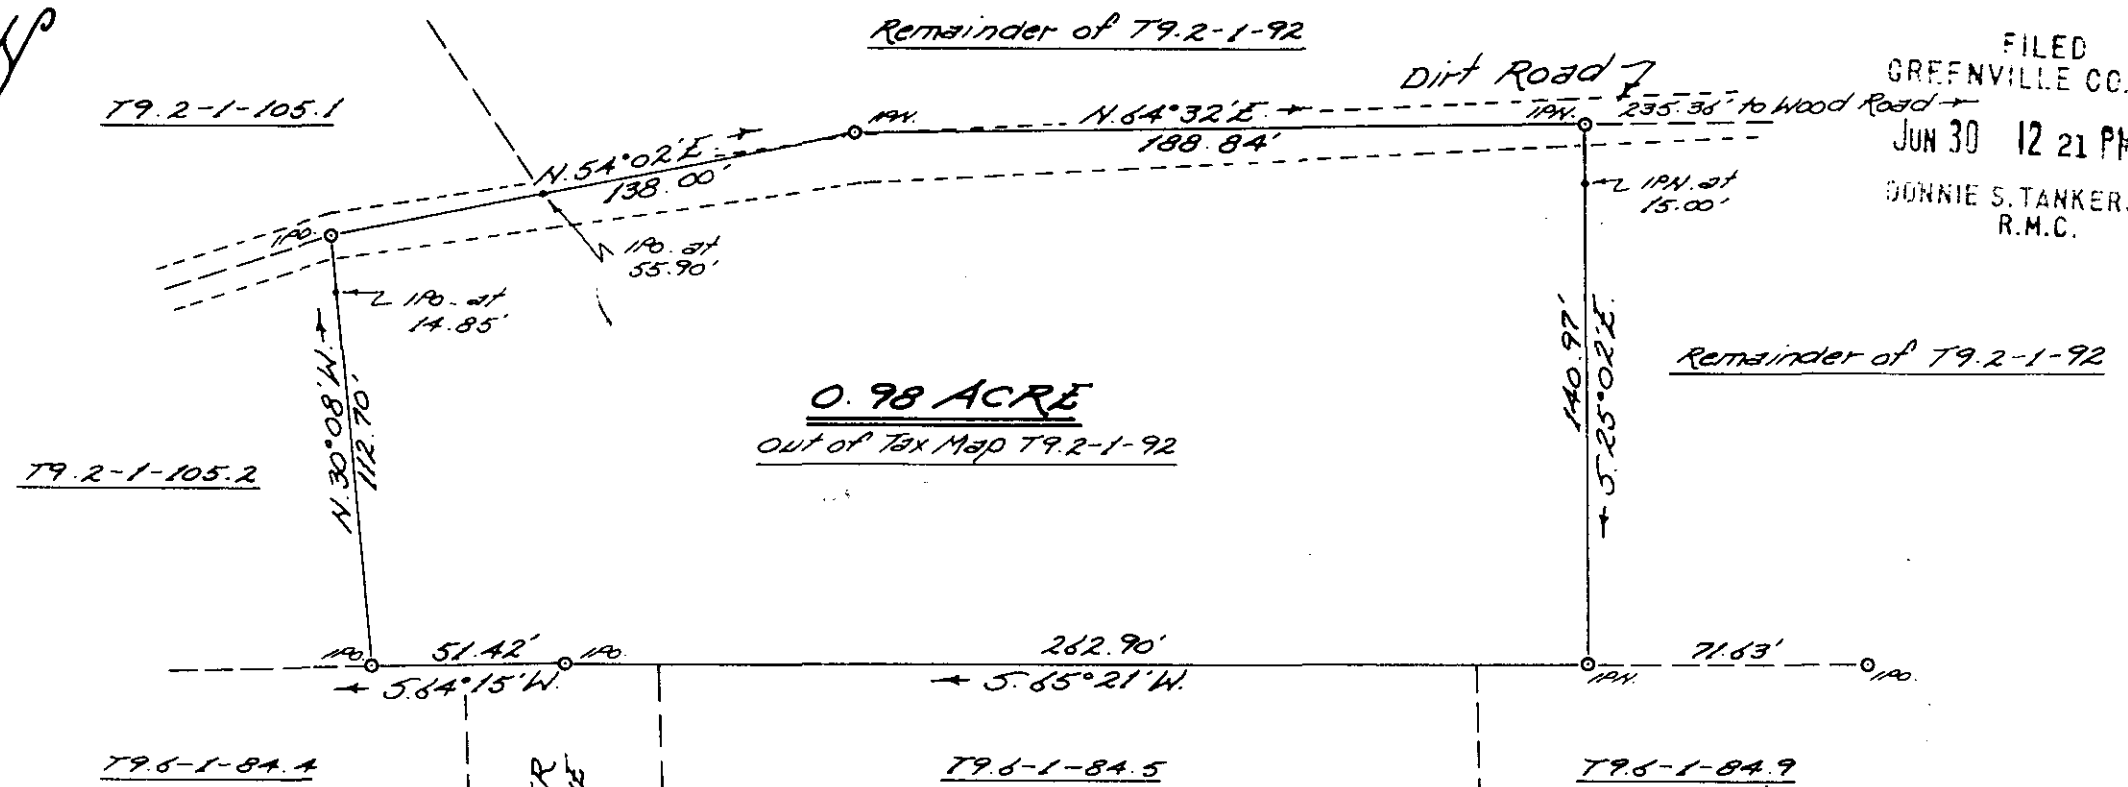 Remainder of T9.2-1-92
FILED
GREENVILLE CO.
JUN 30 12 21 PM
DONNIE S. TANKER
R.M.C.
Dirt Road
T9.2-1-105.1
N.54°02'E.
138.00'
IPN.
N.64°32'E.
188.84'
IPN.
235.36' to Wood Road
IPN. at
15.00'
IPO.
IPO. at
55.90'
IPO. at
14.85'
N.30°08'W.
112.70'
0.98 ACRE
out of Tax Map T9.2-1-92
140.97'
S.25°02'E.
Remainder of T9.2-1-92
T9.2-1-105.2
IPO.
51.42'
IPO.
262.90'
71.63'
S.64°15'W.
S.65°21'W.
IPN.
IPO.
T9.6-1-84.4
T9.6-1-84.5
T9.6-1-84.9